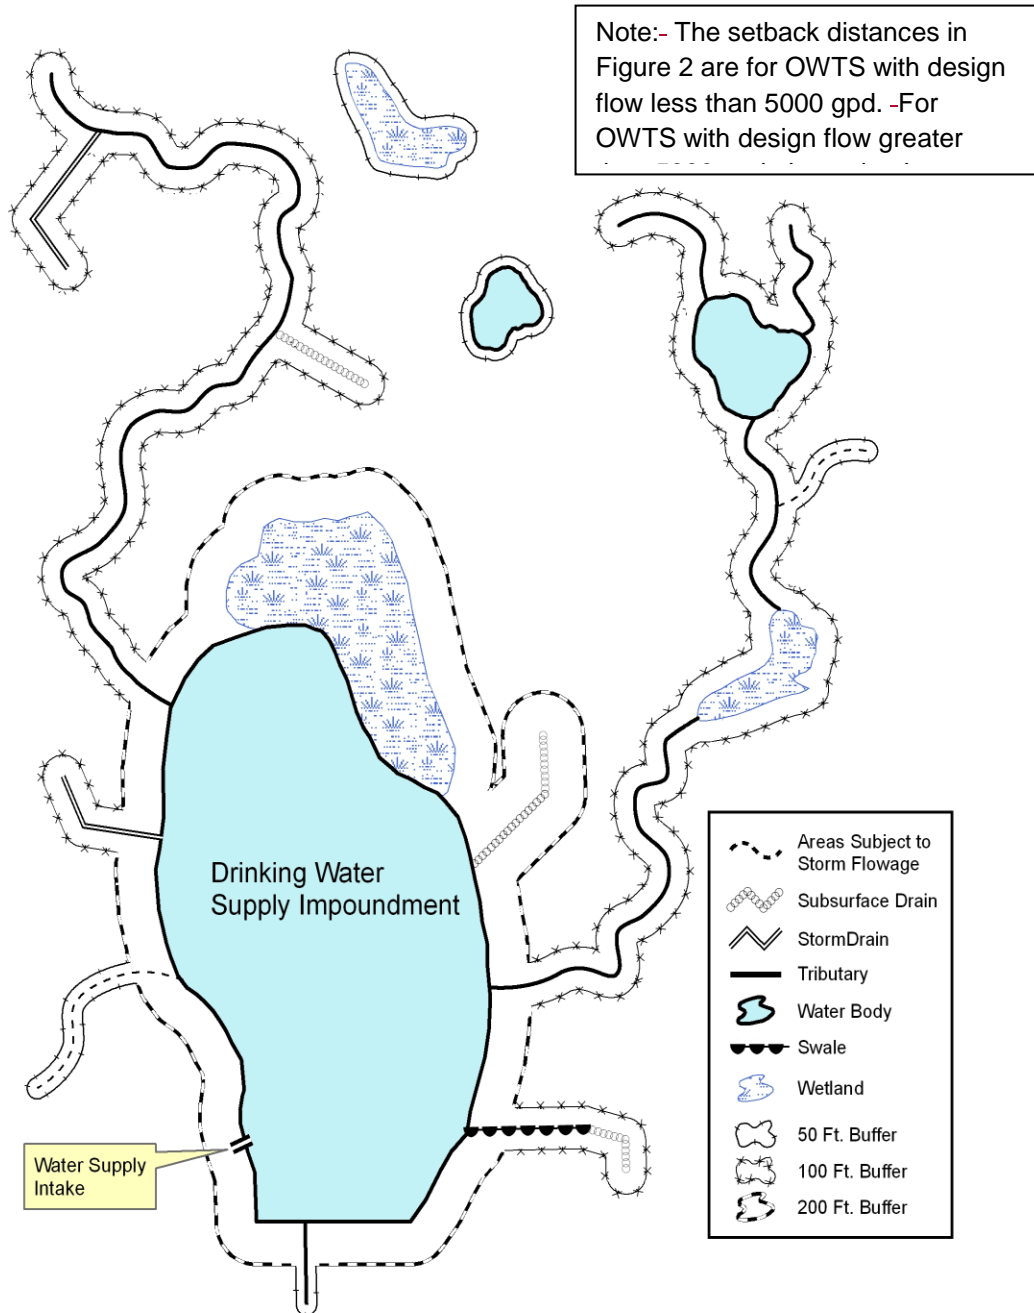 Note:- The setback distances in
Figure 2 are for OWTS with design
flow less than 5000 gpd. -For
OWTS with design flow greater
Drinking Water
Supply Impoundment
Water Supply
Intake
Areas Subject to
Storm Flowage
Subsurface Drain
StormDrain
Tributary
Water Body
Swale
Wetland
50 Ft. Buffer
100 Ft. Buffer
200 Ft. Buffer